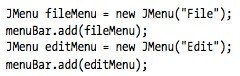 JMenu fileMenu = new JMenu("File");
menuBar.add(fileMenu);
JMenu editMenu = new JMenu("Edit");
menuBar.add(editMenu);